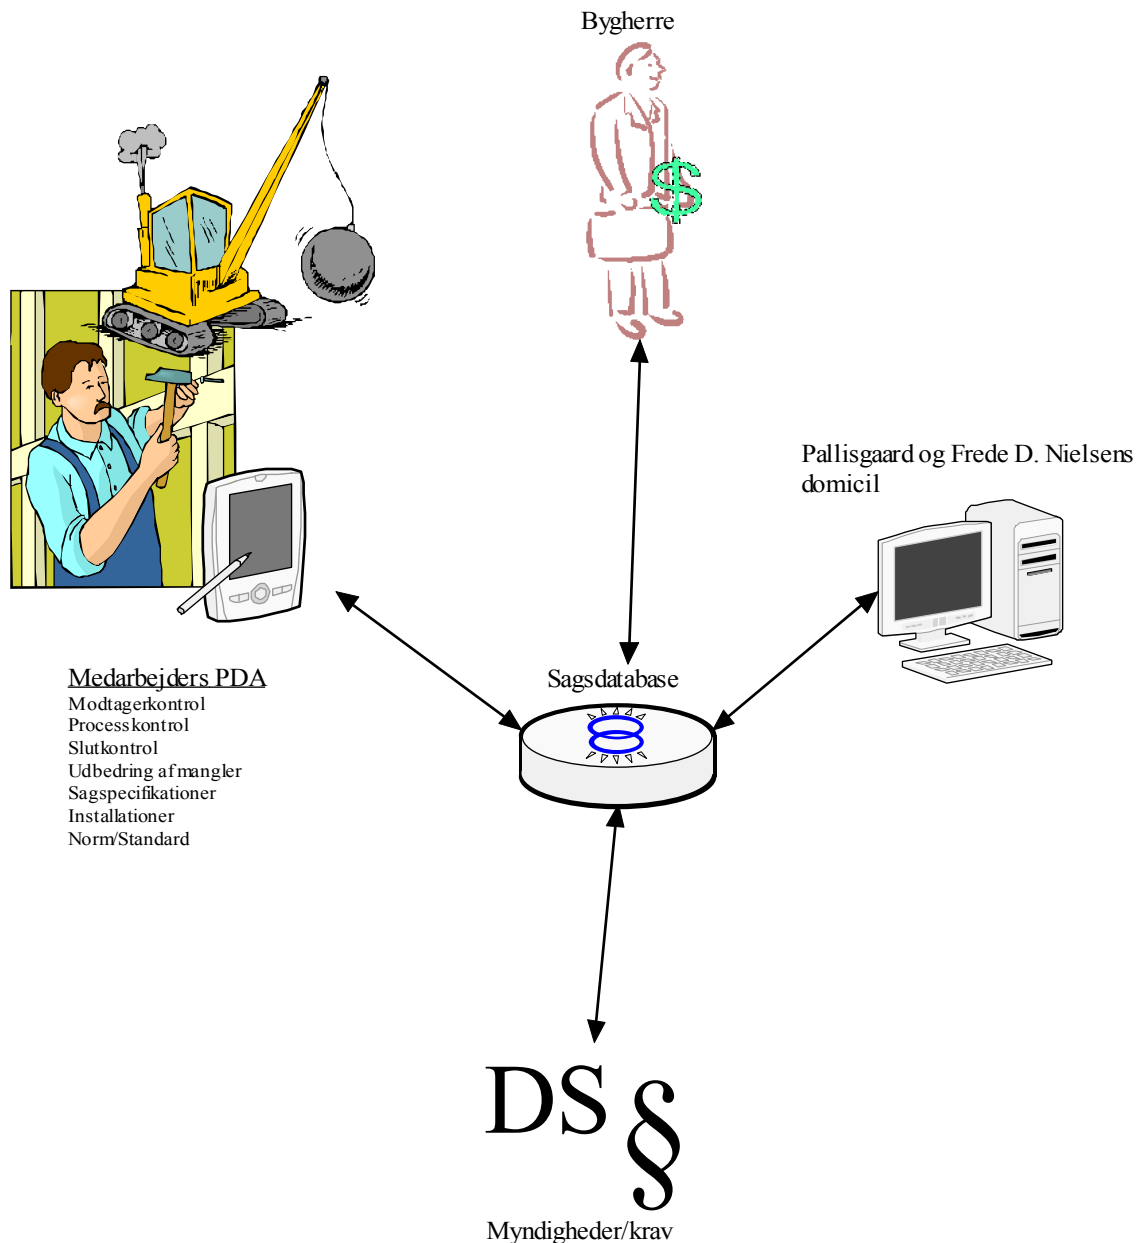 Bygherre
$
Pallisgaard og Frede D. Nielsens
domicil
Medarbejders PDA
Modtagerkontrol
Processkontrol
Slutkontrol
Udbedring af mangler
Sagspecifikationer
Installationer
Norm/Standard
Sagsdatabase
DS §
Myndigheder/krav